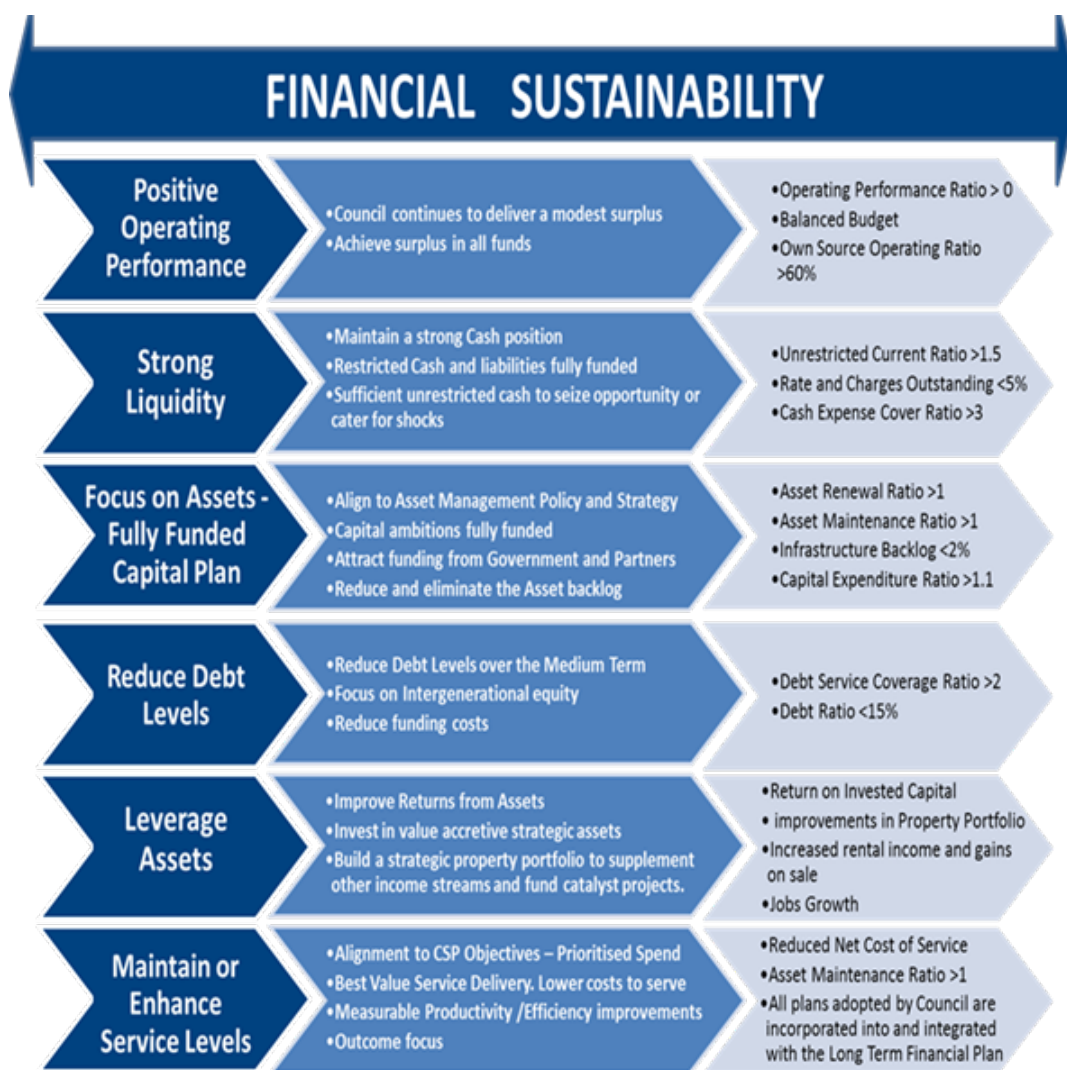 FINANCIAL SUSTAINABILITY
Positive
Operating
Performance
•Council continues to deliver a modest surplus
•Achieve surplus in all funds
•Operating Performance Ratio > 0
•Balanced Budget
•Own Source Operating Ratio
>60%
Strong
Liquidity
•Maintain a strong Cash position
•Restricted Cash and liabilities fully funded
•Sufficient unrestricted cash to seize opportunity or
cater for shocks
•Unrestricted Current Ratio >1.5
•Rate and Charges Outstanding <5%
•Cash Expense Cover Ratio >3
Focus on Assets -
Fully Funded
Capital Plan
•Align to Asset Management Policy and Strategy
•Capital ambitions fully funded
•Attract funding from Government and Partners
•Reduce and eliminate the Asset backlog
•Asset Renewal Ratio >1
•Asset Maintenance Ratio >1
•Infrastructure Backlog <2%
•Capital Expenditure Ratio >1.1
Reduce Debt
Levels
•Reduce Debt Levels over the Medium Term
•Focus on Intergenerational equity
•Reduce funding costs
•Debt Service Coverage Ratio >2
•Debt Ratio <15%
Leverage
Assets
•Improve Returns from Assets
•Invest in value accretive strategic assets
•Build a strategic property portfolio to supplement
other income streams and fund catalyst projects.
•Return on Invested Capital
• improvements in Property Portfolio
•Increased rental income and gains
on sale
•Jobs Growth
Maintain or
Enhance
Service Levels
•Alignment to CSP Objectives – Prioritised Spend
•Best Value Service Delivery. Lower costs to serve
•Measurable Productivity /Efficiency improvements
•Outcome focus
•Reduced Net Cost of Service
•Asset Maintenance Ratio >1
•All plans adopted by Council are
incorporated into and integrated
with the Long Term Financial Plan